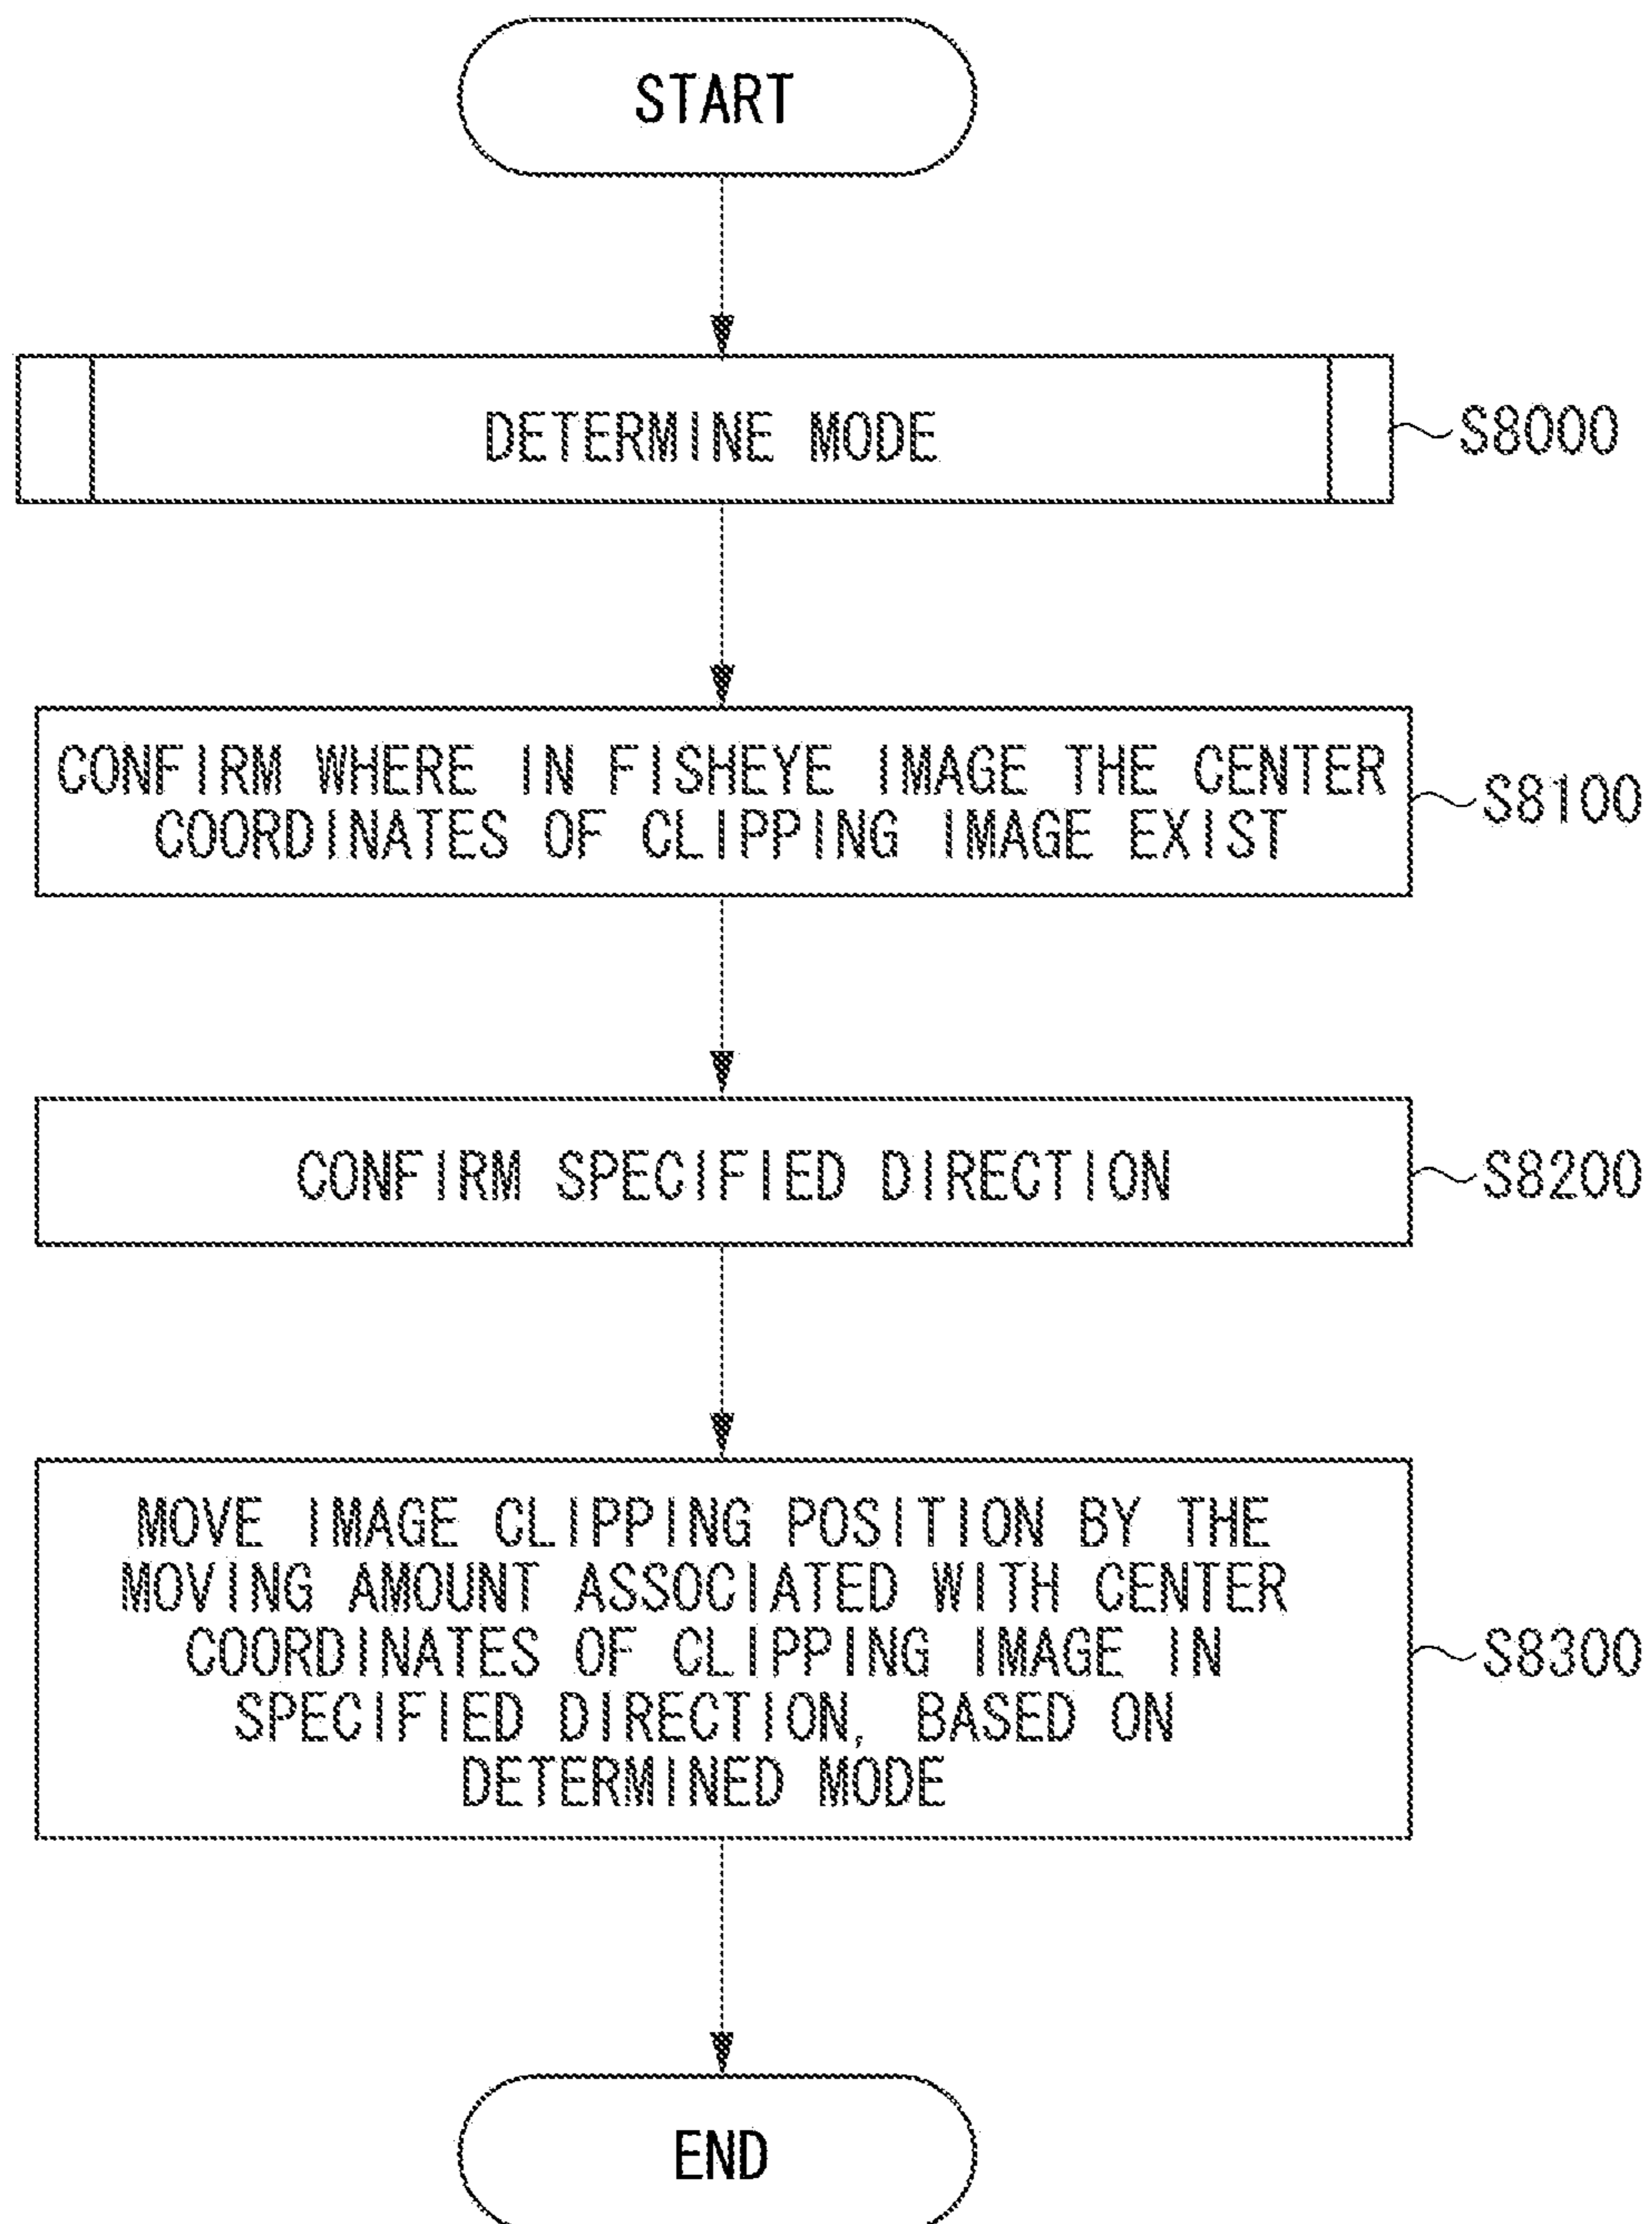 START
DETERMINE MODE
S8000
CONFIRM WHERE IN FISHEYE IMAGE THE CENTER
COORDINATES OF CLIPPING IMAGE EXIST
S8100
CONFIRM SPECIFIED DIRECTION
S8200
MOVE IMAGE CLIPPING POSITION BY THE
MOVING AMOUNT ASSOCIATED WITH CENTER
COORDINATES OF CLIPPING IMAGE IN
SPECIFIED DIRECTION, BASED ON
DETERMINED MODE
S8300
END